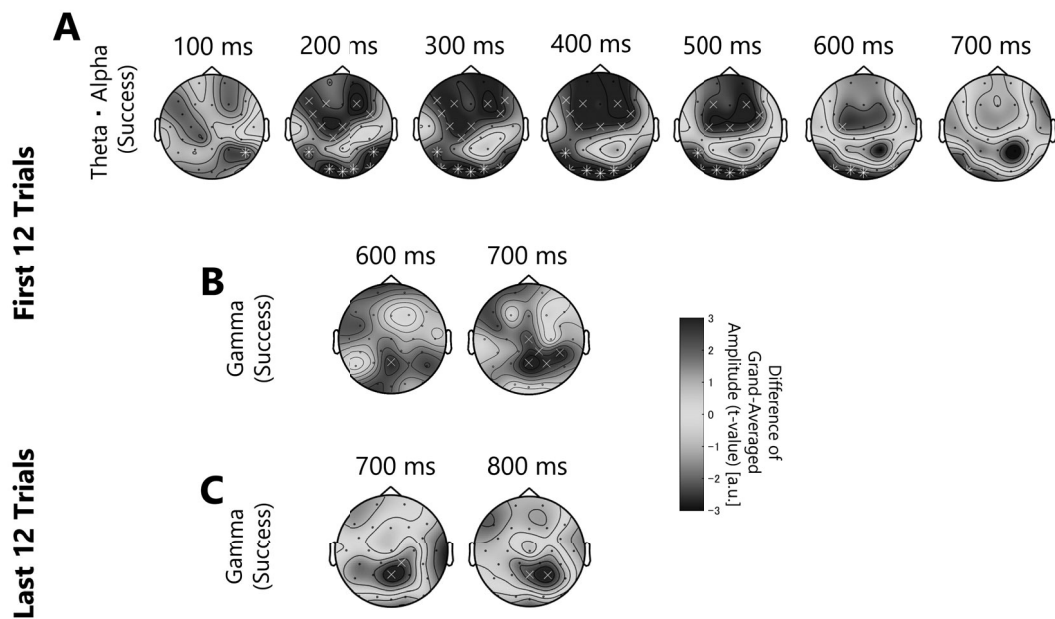 A
First 12 Trials
Theta・Alpha
(Success)
100 ms
200 ms
300 ms
400 ms
500 ms
600 ms
700 ms
B
Gamma
(Success)
600 ms
700 ms
3
2
1
0
-1
-2
-3
Difference of
Grand-Averaged
Amplitude (t-value) [a.u.]
Last 12 Trials
C
Gamma
(Success)
700 ms
800 ms